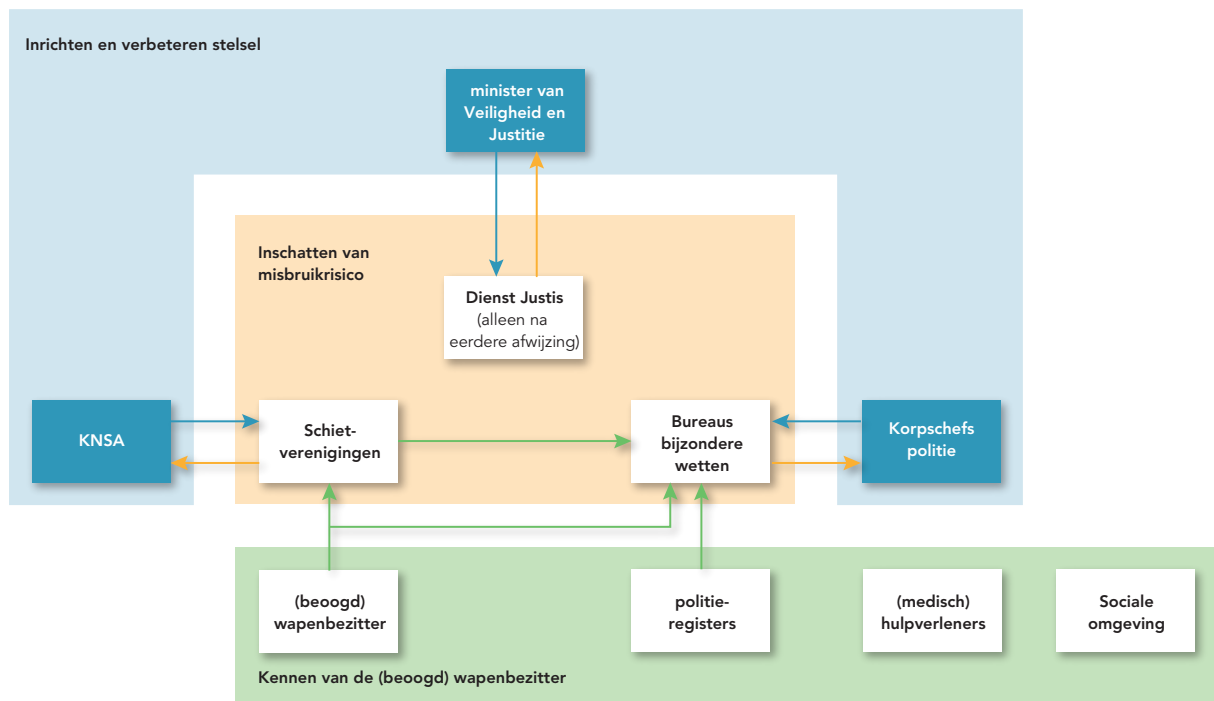 Inrichten en verbeteren stelsel
minister van
Veiligheid en
Justitie
Inschatten van
misbruikrisico
Dienst Justis
(alleen na
eerdere afwijzing)
KNSA
Schiet-
verenigingen
Bureaus
bijzondere
wetten
Korpschefs
politie
(beoogd)
wapenbezitter
politie-
registers
(medisch)
hulpverleners
Sociale
omgeving
Kennen van de (beoogd) wapenbezitter